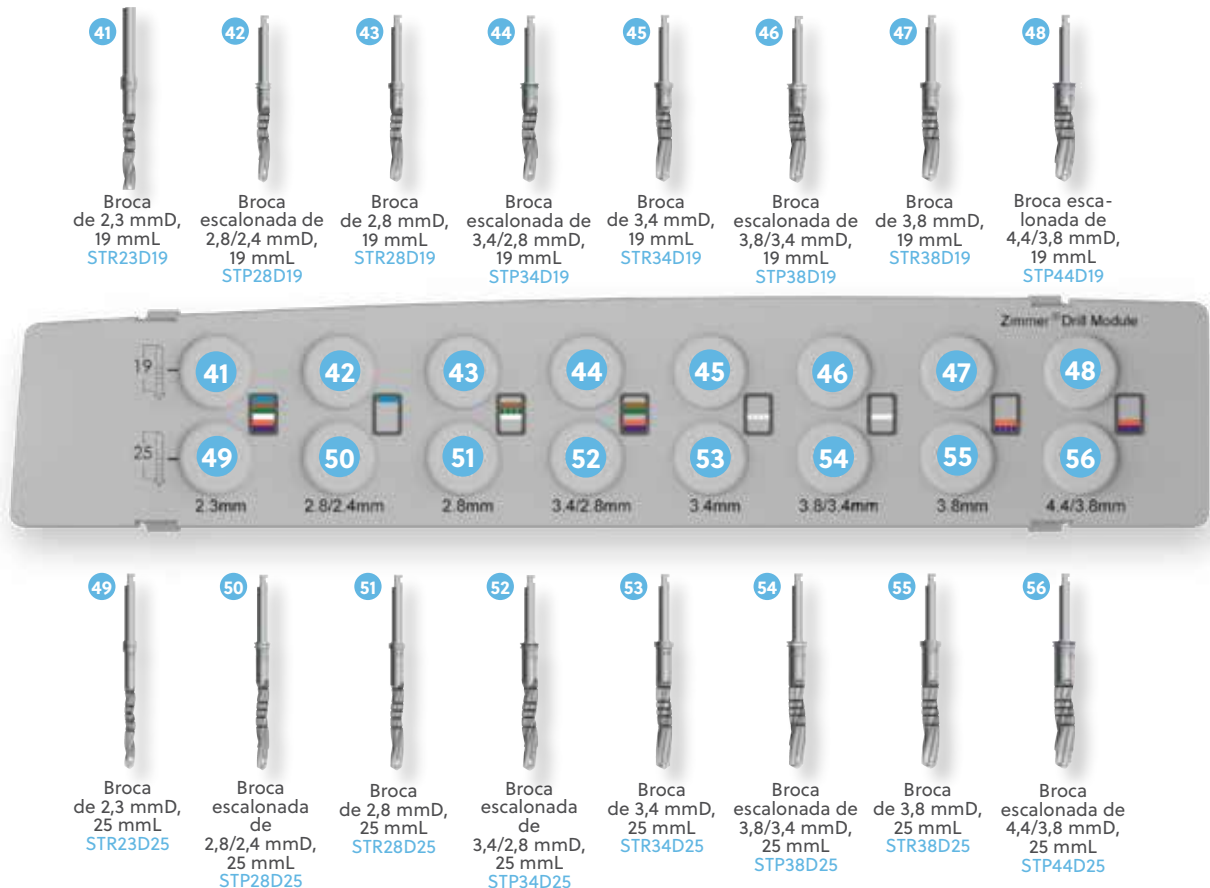 41
42
43
44
45
46
47
48
Broca
de 2,3 mmD,
19 mmL
STR23D19
Broca
escalonada de
2,8/2,4 mmD,
19 mmL
STP28D19
Broca
de 2,8 mmD,
19 mmL
STR28D19
Broca
escalonada de
3,4/2,8 mmD,
19 mmL
STP34D19
Broca
de 3,4 mmD,
19 mmL
STR34D19
Broca
escalonada de
3,8/3,4 mmD,
19 mmL
STP38D19
Broca
de 3,8 mmD,
19 mmL
STR38D19
Broca esca-
lonada de
4,4/3,8 mmD,
19 mmL
STP44D19
Zimmer® Drill Module
19
41
42
43
44
45
46
47
48
25
49
50
51
52
53
54
55
56
2.3mm
2.8/2.4mm
2.8mm
3.4/2.8mm
3.4mm
3.8/3.4mm
3.8mm
4.4/3.8mm
49
50
51
52
53
54
55
56
Broca
de 2,3 mmD,
25 mmL
STR23D25
Broca
escalonada
de
2,8/2,4 mmD,
25 mmL
STP28D25
Broca
de 2,8 mmD,
25 mmL
STR28D25
Broca
escalonada
de
3,4/2,8 mmD,
25 mmL
STP34D25
Broca
de 3,4 mmD,
25 mmL
STR34D25
Broca
escalonada de
3,8/3,4 mmD,
25 mmL
STP38D25
Broca
de 3,8 mmD,
25 mmL
STR38D25
Broca
escalonada de
4,4/3,8 mmD,
25 mmL
STP44D25